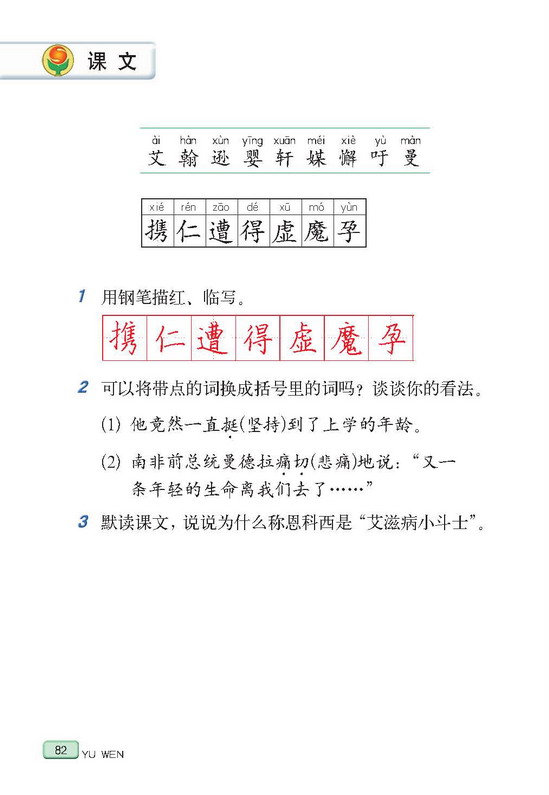 课文
ài hàn xùn yīng xuān méi xiè yù màn
艾 翰 逊 婴 轩 媒 懈 吁 曼
xié rén zāo dé xū mó yùn
携 仁 遭 得 虚 魔 孕
1 用钢笔描红、临写。
携 仁 遭 得 虚 魔 孕
2 可以将带点的词换成括号里的词吗？谈谈你的看法。
(1) 他竟然一直挺(坚持)到了上学的年龄。
(2) 南非前总统曼德拉痛切(悲痛)地说：“又一
条年轻的生命离我们去了……”
3 默读课文，说说为什么称恩科西是“艾滋病小斗士”。
82 YU WEN